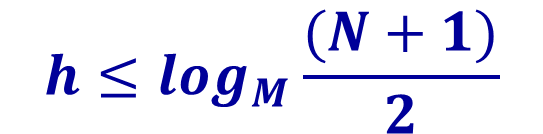 h ≤ log_M (N + 1)/2